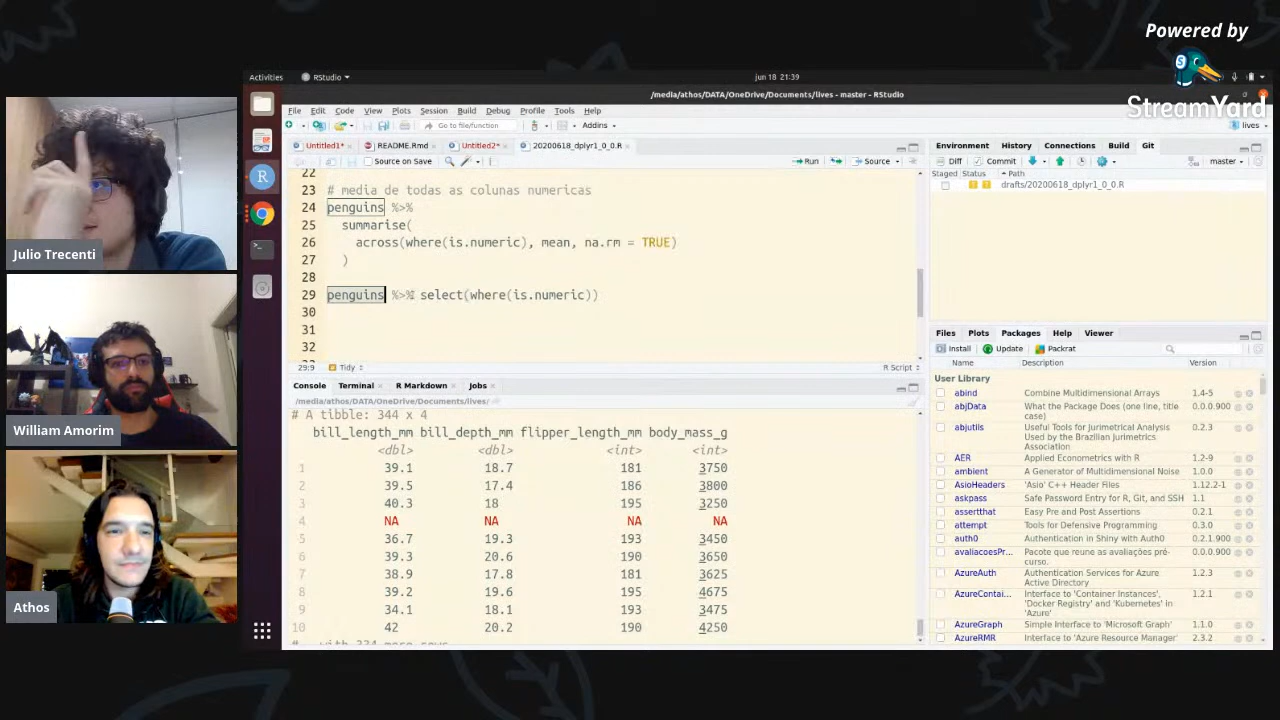 Powered by
StreamYard
Activities
RStudio
jun 18 21:39
/media/athos/DATA/OneDrive/Documents/lives - master - RStudio
File Edit Code View Plots Session Build Debug Profile Tools Help
Go to file/function
Addins
lives
Untitled1*
README.Rmd
Untitled2*
20200618_dplyr1_0_0.R
Source on Save
Run
Source
22
23 # media de todas as colunas numericas
24 penguins %>%
25 summarise(
26 across(where(is.numeric), mean, na.rm = TRUE)
27 )
28
29 penguins %>% select(where(is.numeric))
30
31
32
29:9
Tidy
R Script
Console Terminal R Markdown Jobs
/media/athos/DATA/OneDrive/Documents/lives/
# A tibble: 344 x 4
bill_length_mm bill_depth_mm flipper_length_mm body_mass_g
<dbl> <dbl> <int> <int>
1 39.1 18.7 181 3750
2 39.5 17.4 186 3800
3 40.3 18 195 3250
4 NA NA NA NA
5 36.7 19.3 193 3450
6 39.3 20.6 190 3650
7 38.9 17.8 181 3625
8 39.2 19.6 195 4675
9 34.1 18.1 193 3475
10 42 20.2 190 4250
# … with 334 more rows
Environment History Connections Build Git
Diff Commit master
Staged Status Path
drafts/20200618_dplyr1_0_0.R
Files Plots Packages Help Viewer
Install Update Packrat
Name Description Version
User Library
abind Combine Multidimensional Arrays 1.4-5
abjData What the Package Does (one line, title case) 0.0.0.900
abjutils Useful Tools for Jurimetrical Analysis Used by the Brazilian Jurimetrics Association 0.2.3
AER Applied Econometrics with R 1.2-9
ambient A Generator of Multidimensional Noise 1.0.0
AsioHeaders 'Asio' C++ Header Files 1.12.2-1
askpass Safe Password Entry for R, Git, and SSH 1.1
assertthat Easy Pre and Post Assertions 0.2.1
attempt Tools for Defensive Programming 0.3.0
auth0 Authentication in Shiny with Auth0 0.2.1.900
avaliacoesPr... Pacote que reune as avaliações pré-curso. 0.0.0.900
AzureAuth Authentication Services for Azure Active Directory 1.2.3
AzureContai... Interface to 'Container Instances', 'Docker Registry' and 'Kubernetes' in 'Azure' 1.2.1
AzureGraph Simple Interface to 'Microsoft Graph' 1.1.0
AzureRMR Interface to 'Azure Resource Manager' 2.3.2
Julio Trecenti
William Amorim
Athos